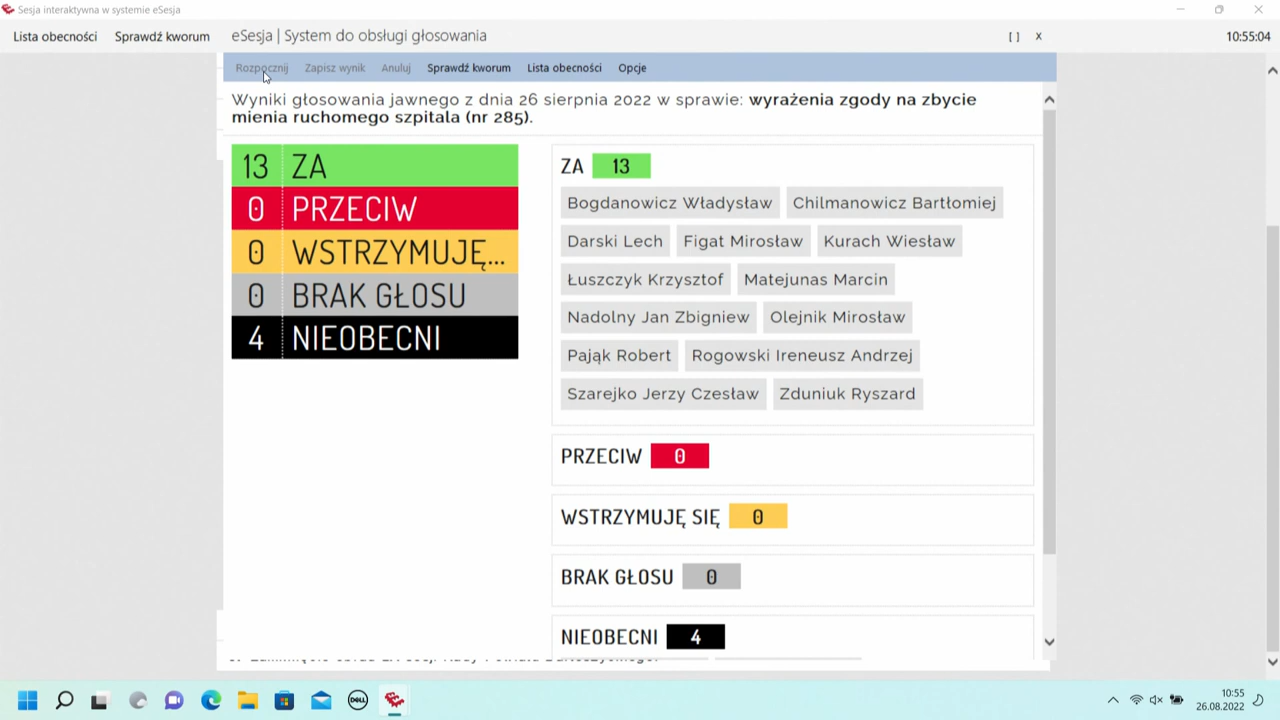 Sesja interaktywna w systemie eSesja
Lista obecności Sprawdź kworum eSesja | System do obsługi głosowania [ ] x 10:55:04
Rozpocznij Zapisz wynik Anuluj Sprawdź kworum Lista obecności Opcje
Wyniki głosowania jawnego z dnia 26 sierpnia 2022 w sprawie: wyrażenia zgody na zbycie
mienia ruchomego szpitala (nr 285).
13 ZA
0 PRZECIW
0 WSTRZYMUJĘ...
0 BRAK GŁOSU
4 NIEOBECNI
ZA 13
Bogdanowicz Władysław Chilmanowicz Bartłomiej
Darski Lech Figat Mirosław Kurach Wiesław
Łuszczyk Krzysztof Matejunas Marcin
Nadolny Jan Zbigniew Olejnik Mirosław
Pająk Robert Rogowski Ireneusz Andrzej
Szarejko Jerzy Czesław Zduniuk Ryszard
PRZECIW 0
WSTRZYMUJĘ SIĘ 0
BRAK GŁOSU 0
NIEOBECNI 4
DELL
10:55
26.08.2022